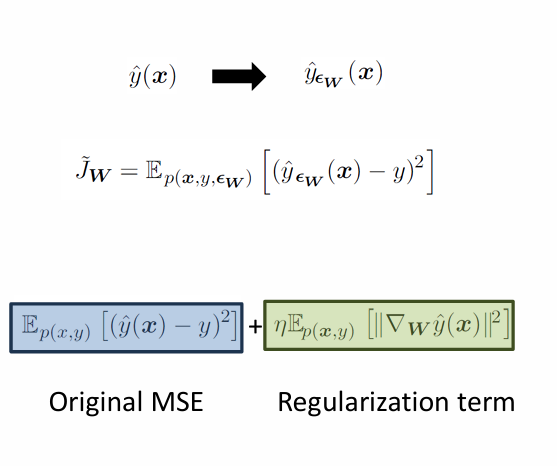 ŷ(𝒙) ➡ ŷ_{ϵ_𝑾}(𝒙)
J̃_𝑾 = 𝔼_{p(𝒙,y,ϵ_𝑾)} [(ŷ_{ϵ_𝑾}(𝒙) − y)²]
𝔼_{p(x,y)} [(ŷ(𝒙) − y)²] + η𝔼_{p(𝒙,y)} [‖∇_𝑾 ŷ(𝒙)‖²]
Original MSE Regularization term